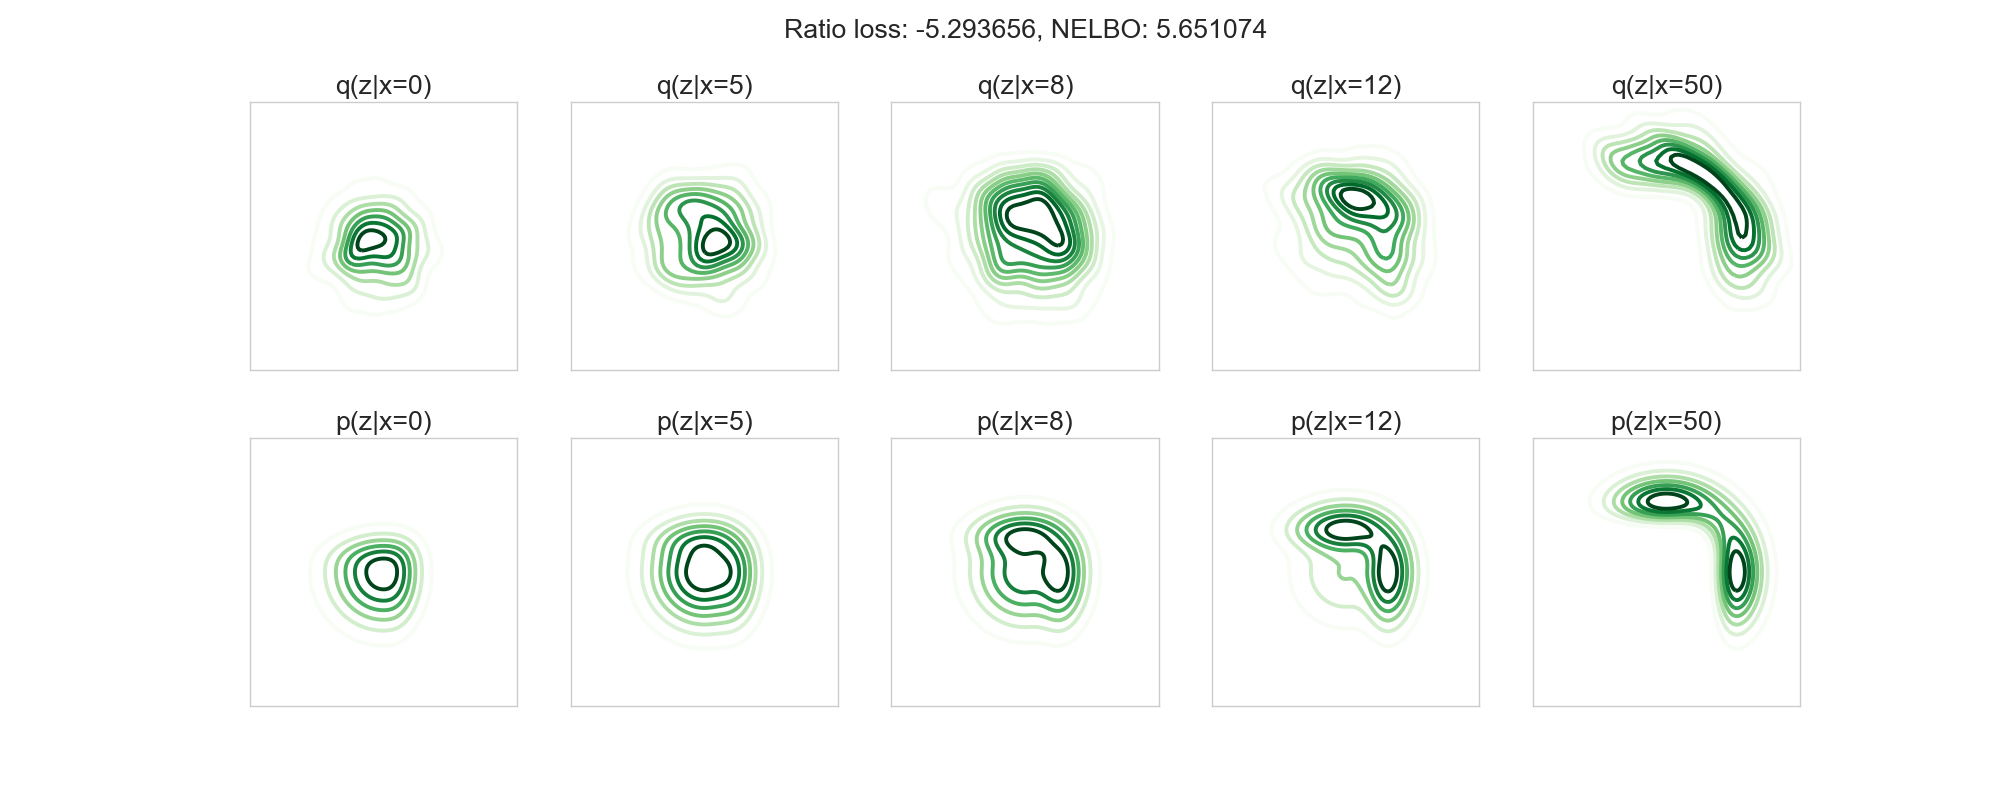 Ratio loss: -5.293656, NELBO: 5.651074
q(z|x=0) q(z|x=5) q(z|x=8) q(z|x=12) q(z|x=50)
p(z|x=0) p(z|x=5) p(z|x=8) p(z|x=12) p(z|x=50)